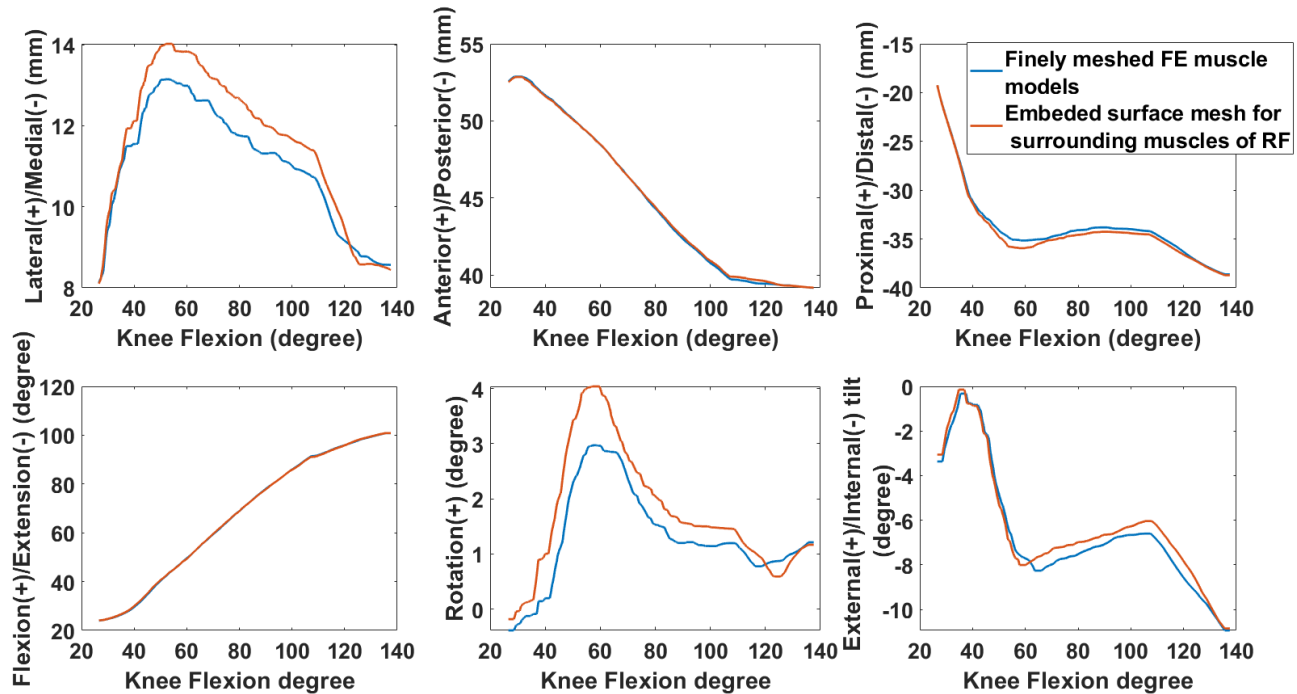 Lateral(+)/Medial(-) (mm)
14
12
10
8
20 40 60 80 100 120 140
Knee Flexion (degree)
Anterior(+)/Posterior(-) (mm)
55
50
45
40
20 40 60 80 100 120 140
Knee Flexion (degree)
Proximal(+)/Distal(-) (mm)
-15
-20
-25
-30
-35
-40
20 40 60 80 100 120 140
Knee Flexion (degree)
Finely meshed FE muscle
models
Embeded surface mesh for
surrounding muscles of RF
Flexion(+)/Extension(-) (degree)
120
100
80
60
40
20
20 40 60 80 100 120 140
Knee Flexion degree
Rotation(+) (degree)
4
3
2
1
0
20 40 60 80 100 120 140
Knee Flexion degree
External(+)/Internal(-) tilt
(degree)
0
-2
-4
-6
-8
-10
20 40 60 80 100 120 140
Knee Flexion degree